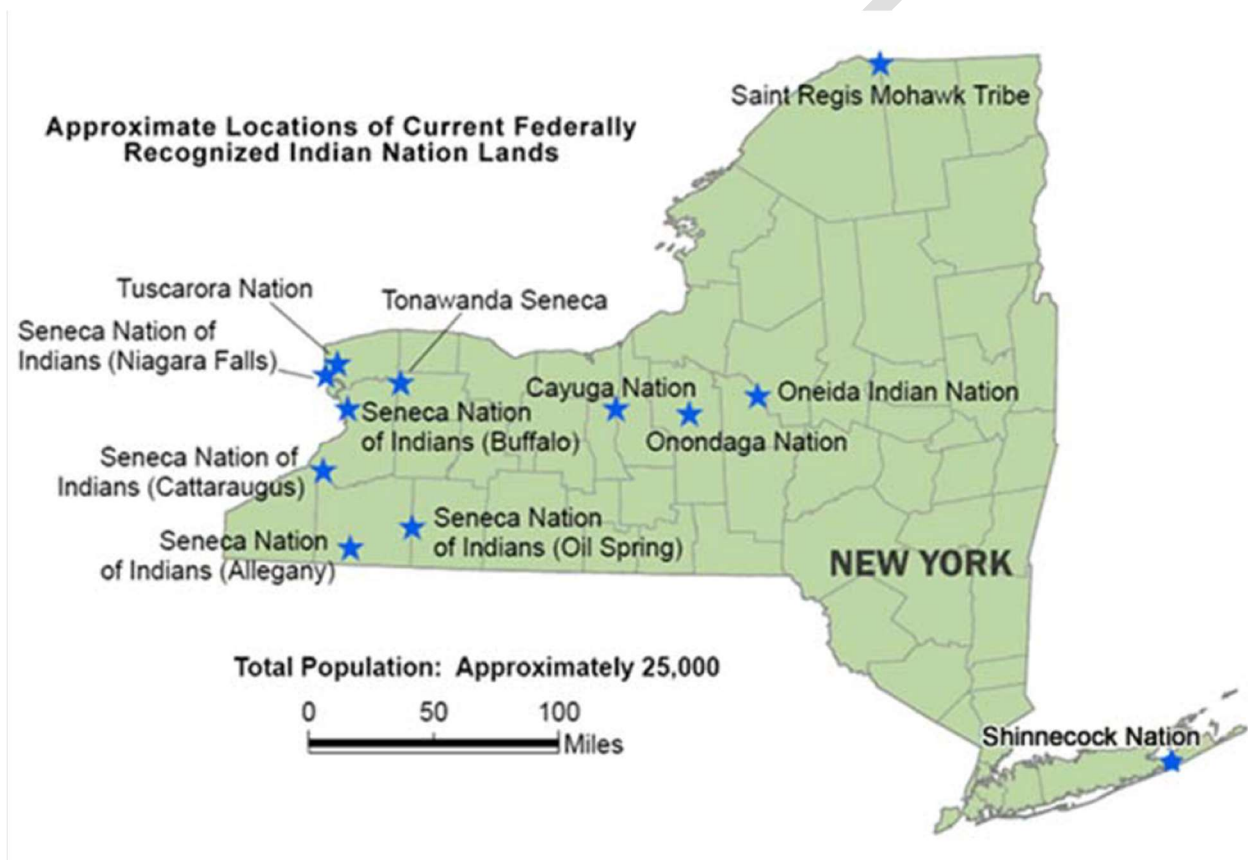 Saint Regis Mohawk Tribe
Approximate Locations of Current Federally
Recognized Indian Nation Lands
Tuscarora Nation
Tonawanda Seneca
Seneca Nation of
Indians (Niagara Falls)
Cayuga Nation
Oneida Indian Nation
Seneca Nation
of Indians (Buffalo)
Onondaga Nation
Seneca Nation of
Indians (Cattaraugus)
Seneca Nation
of Indians (Oil Spring)
Seneca Nation
of Indians (Allegany)
NEW YORK
Total Population: Approximately 25,000
0 50 100
Miles
Shinnecock Nation